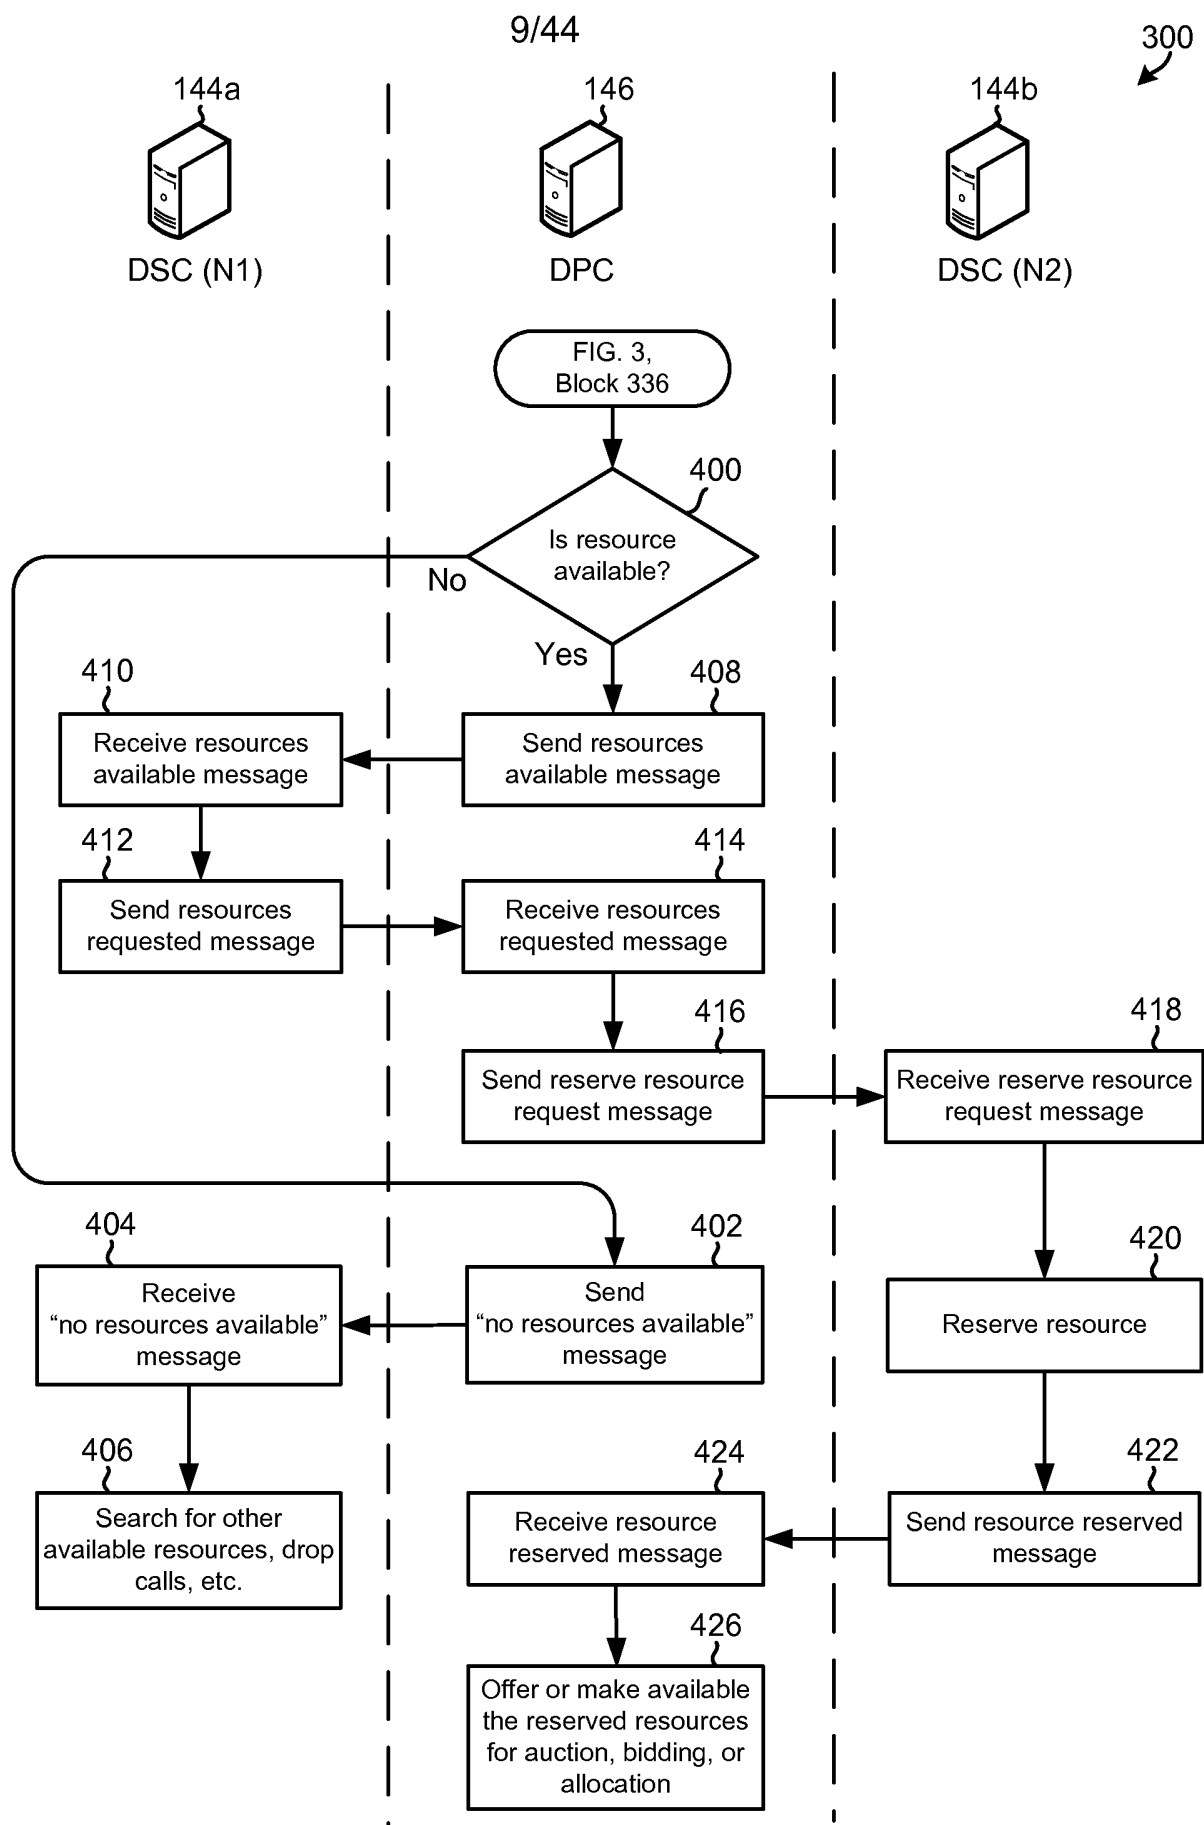 9/44
300
144a
146
144b
DSC (N1)
DPC
DSC (N2)
FIG. 3,
Block 336
400
Is resource
available?
No
Yes
410
408
Receive resources
available message
Send resources
available message
412
414
Send resources
requested message
Receive resources
requested message
416
418
Send reserve resource
request message
Receive reserve resource
request message
404
402
420
Receive
“no resources available”
message
Send
“no resources available”
message
Reserve resource
406
424
422
Search for other
available resources, drop
calls, etc.
Receive resource
reserved message
Send resource reserved
message
426
Offer or make available
the reserved resources
for auction, bidding, or
allocation